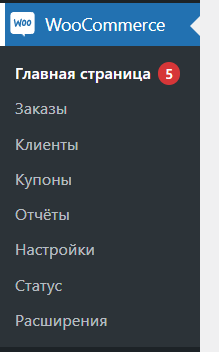 Woo WooCommerce
Главная страница 5
Заказы
Клиенты
Купоны
Отчёты
Настройки
Статус
Расширения